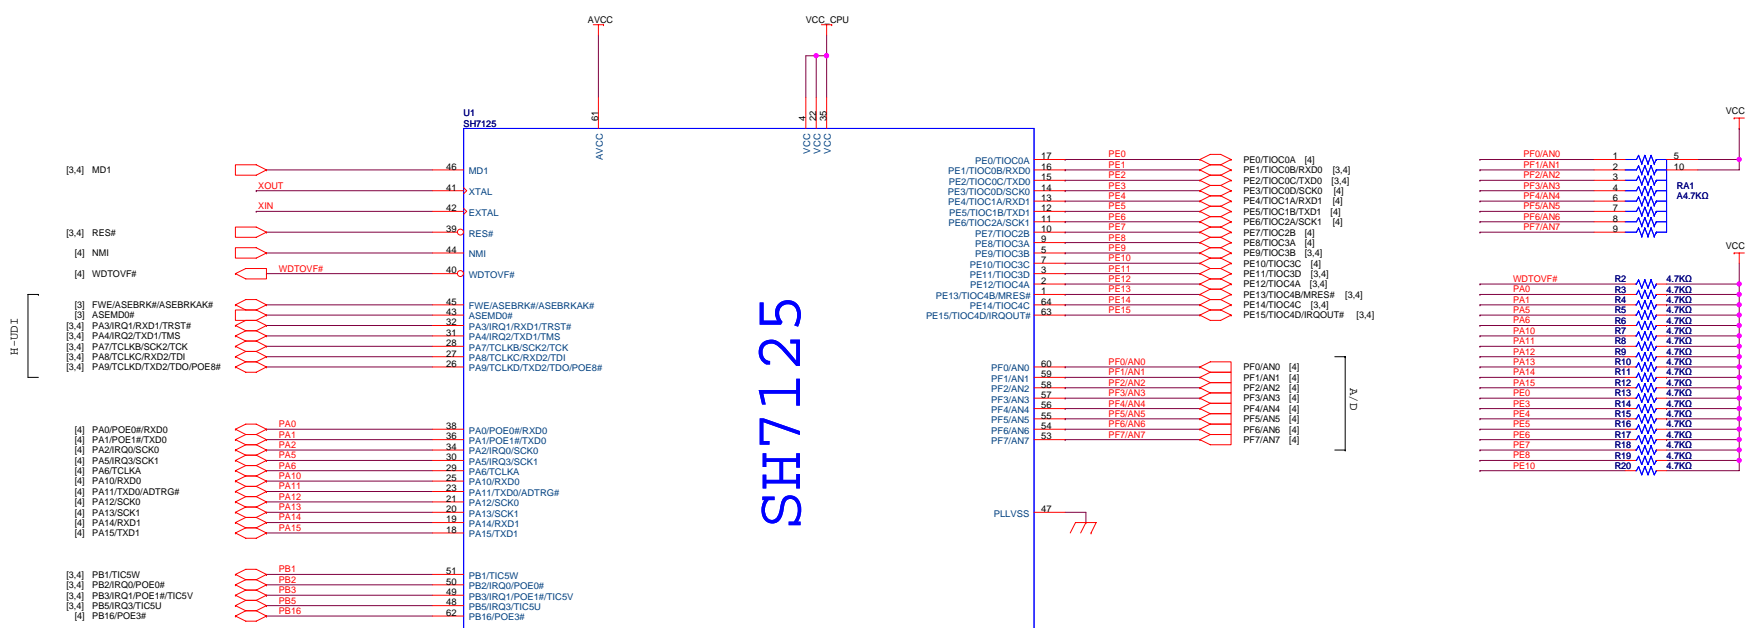 AVCC
VCC_CPU
61
4
22
35
U1
SH7125
AVCC
VCC
VCC
VCC
SH7125
H-UDI
[3,4] MD1 46 MD1
XOUT 41 XTAL
XIN 42 EXTAL
[3,4] RES# 39 RES#
[4] NMI 44 NMI
[4] WDTOVF# WDTOVF# 40 WDTOVF#
[3] FWE/ASEBRK#/ASEBRKAK# 45 FWE/ASEBRK#/ASEBRKAK#
[3] ASEMD0# 43 ASEMD0#
[3,4] PA3/IRQ1/RXD1/TRST# 32 PA3/IRQ1/RXD1/TRST#
[3,4] PA4/IRQ2/TXD1/TMS 31 PA4/IRQ2/TXD1/TMS
[3,4] PA7/TCLKB/SCK2/TCK 28 PA7/TCLKB/SCK2/TCK
[3,4] PA8/TCLKC/RXD2/TDI 27 PA8/TCLKC/RXD2/TDI
[3,4] PA9/TCLKD/TXD2/TDO/POE8# 26 PA9/TCLKD/TXD2/TDO/POE8#
[4] PA0/POE0#/RXD0 PA0 38 PA0/POE0#/RXD0
[4] PA1/POE1#/TXD0 PA1 36 PA1/POE1#/TXD0
[4] PA2/IRQ0/SCK0 PA2 34 PA2/IRQ0/SCK0
[4] PA5/IRQ3/SCK1 PA5 30 PA5/IRQ3/SCK1
[4] PA6/TCLKA PA6 29 PA6/TCLKA
[4] PA10/RXD0 PA10 25 PA10/RXD0
[4] PA11/TXD0/ADTRG# PA11 23 PA11/TXD0/ADTRG#
[4] PA12/SCK0 PA12 21 PA12/SCK0
[4] PA13/SCK1 PA13 20 PA13/SCK1
[4] PA14/RXD1 PA14 19 PA14/RXD1
[4] PA15/TXD1 PA15 18 PA15/TXD1
[3,4] PB1/TIC5W PB1 51 PB1/TIC5W
[3,4] PB2/IRQ0/POE0# PB2 50 PB2/IRQ0/POE0#
[3,4] PB3/IRQ1/POE1#/TIC5V PB3 49 PB3/IRQ1/POE1#/TIC5V
[3,4] PB5/IRQ3/TIC5U PB5 48 PB5/IRQ3/TIC5U
[4] PB16/POE3# PB16 62 PB16/POE3#
PE0/TIOC0A 17 PE0 PE0/TIOC0A [4]
PE1/TIOC0B/RXD0 16 PE1 PE1/TIOC0B/RXD0 [3,4]
PE2/TIOC0C/TXD0 15 PE2 PE2/TIOC0C/TXD0 [3,4]
PE3/TIOC0D/SCK0 14 PE3 PE3/TIOC0D/SCK0 [4]
PE4/TIOC1A/RXD1 13 PE4 PE4/TIOC1A/RXD1 [4]
PE5/TIOC1B/TXD1 12 PE5 PE5/TIOC1B/TXD1 [4]
PE6/TIOC2A/SCK1 11 PE6 PE6/TIOC2A/SCK1 [4]
PE7/TIOC2B 10 PE7 PE7/TIOC2B [4]
PE8/TIOC3A 9 PE8 PE8/TIOC3A [4]
PE9/TIOC3B 5 PE9 PE9/TIOC3B [3,4]
PE10/TIOC3C 7 PE10 PE10/TIOC3C [4]
PE11/TIOC3D 3 PE11 PE11/TIOC3D [3,4]
PE12/TIOC4A 2 PE12 PE12/TIOC4A [3,4]
PE13/TIOC4B/MRES# 1 PE13 PE13/TIOC4B/MRES# [3,4]
PE14/TIOC4C 64 PE14 PE14/TIOC4C [3,4]
PE15/TIOC4D/IRQOUT# 63 PE15 PE15/TIOC4D/IRQOUT# [3,4]
PF0/AN0 60 PF0/AN0 PF0/AN0 [4]
PF1/AN1 59 PF1/AN1 PF1/AN1 [4]
PF2/AN2 58 PF2/AN2 PF2/AN2 [4]
PF3/AN3 57 PF3/AN3 PF3/AN3 [4]
PF4/AN4 56 PF4/AN4 PF4/AN4 [4]
PF5/AN5 55 PF5/AN5 PF5/AN5 [4]
PF6/AN6 54 PF6/AN6 PF6/AN6 [4]
PF7/AN7 53 PF7/AN7 PF7/AN7 [4]
A/D
PLLVSS 47
VCC
PF0/AN0 1 5
PF1/AN1 2 10
PF2/AN2 3
PF3/AN3 4
PF4/AN4 6
PF5/AN5 7
PF6/AN6 8
PF7/AN7 9
RA1
A4.7KΩ
VCC
WDTOVF# R2 4.7KΩ
PA0 R3 4.7KΩ
PA1 R4 4.7KΩ
PA5 R5 4.7KΩ
PA6 R6 4.7KΩ
PA10 R7 4.7KΩ
PA11 R8 4.7KΩ
PA12 R9 4.7KΩ
PA13 R10 4.7KΩ
PA14 R11 4.7KΩ
PA15 R12 4.7KΩ
PE0 R13 4.7KΩ
PE3 R14 4.7KΩ
PE4 R15 4.7KΩ
PE5 R16 4.7KΩ
PE6 R17 4.7KΩ
PE7 R18 4.7KΩ
PE8 R19 4.7KΩ
PE10 R20 4.7KΩ